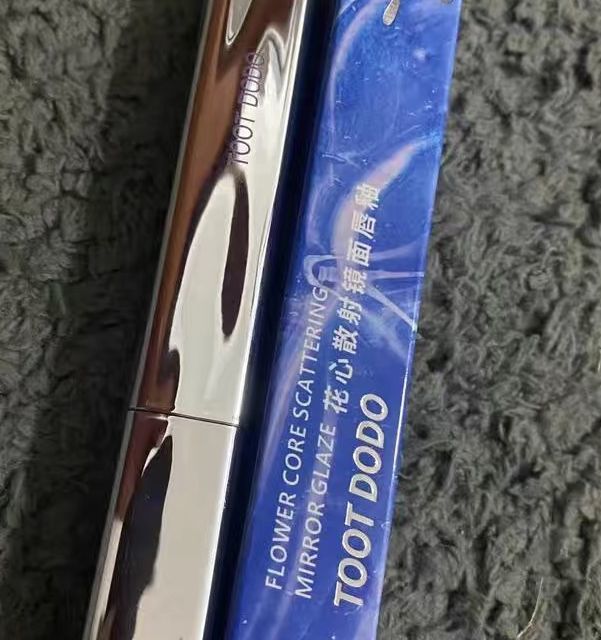 TOOT DODO
FLOWER CORE SCATTERING
MIRROR GLAZE 花心散射镜面唇釉
TOOT DODO